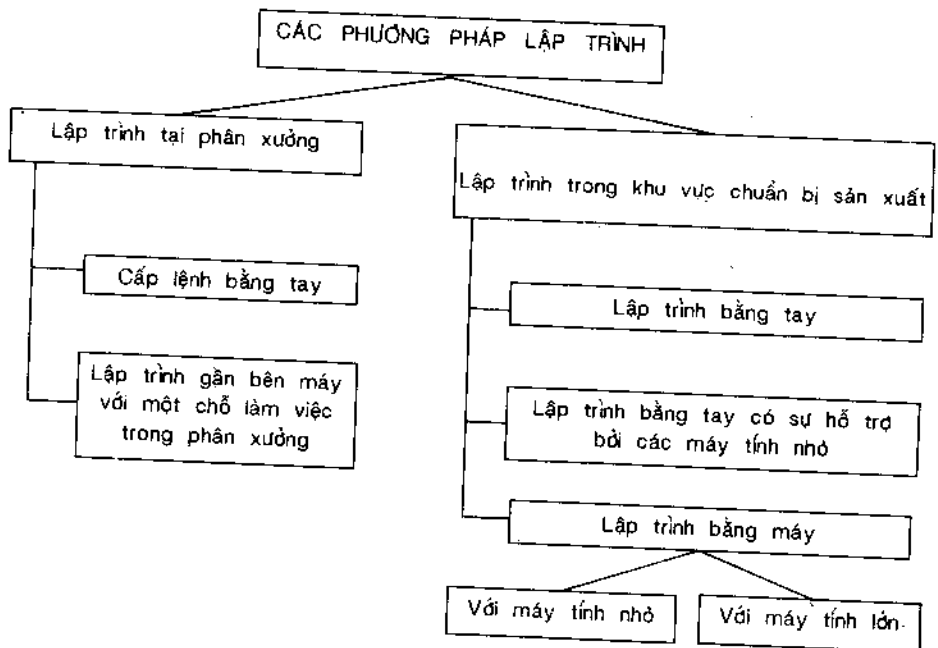 CÁC PHƯƠNG PHÁP LẬP TRÌNH
Lập trình tại phân xưởng
Lập trình trong khu vực chuẩn bị sản xuất
Cấp lệnh bằng tay
Lập trình gần bên máy
với một chỗ làm việc
trong phân xưởng
Lập trình bằng tay
Lập trình bằng tay có sự hỗ trợ
bởi các máy tính nhỏ
Lập trình bằng máy
Với máy tính nhỏ
Với máy tính lớn